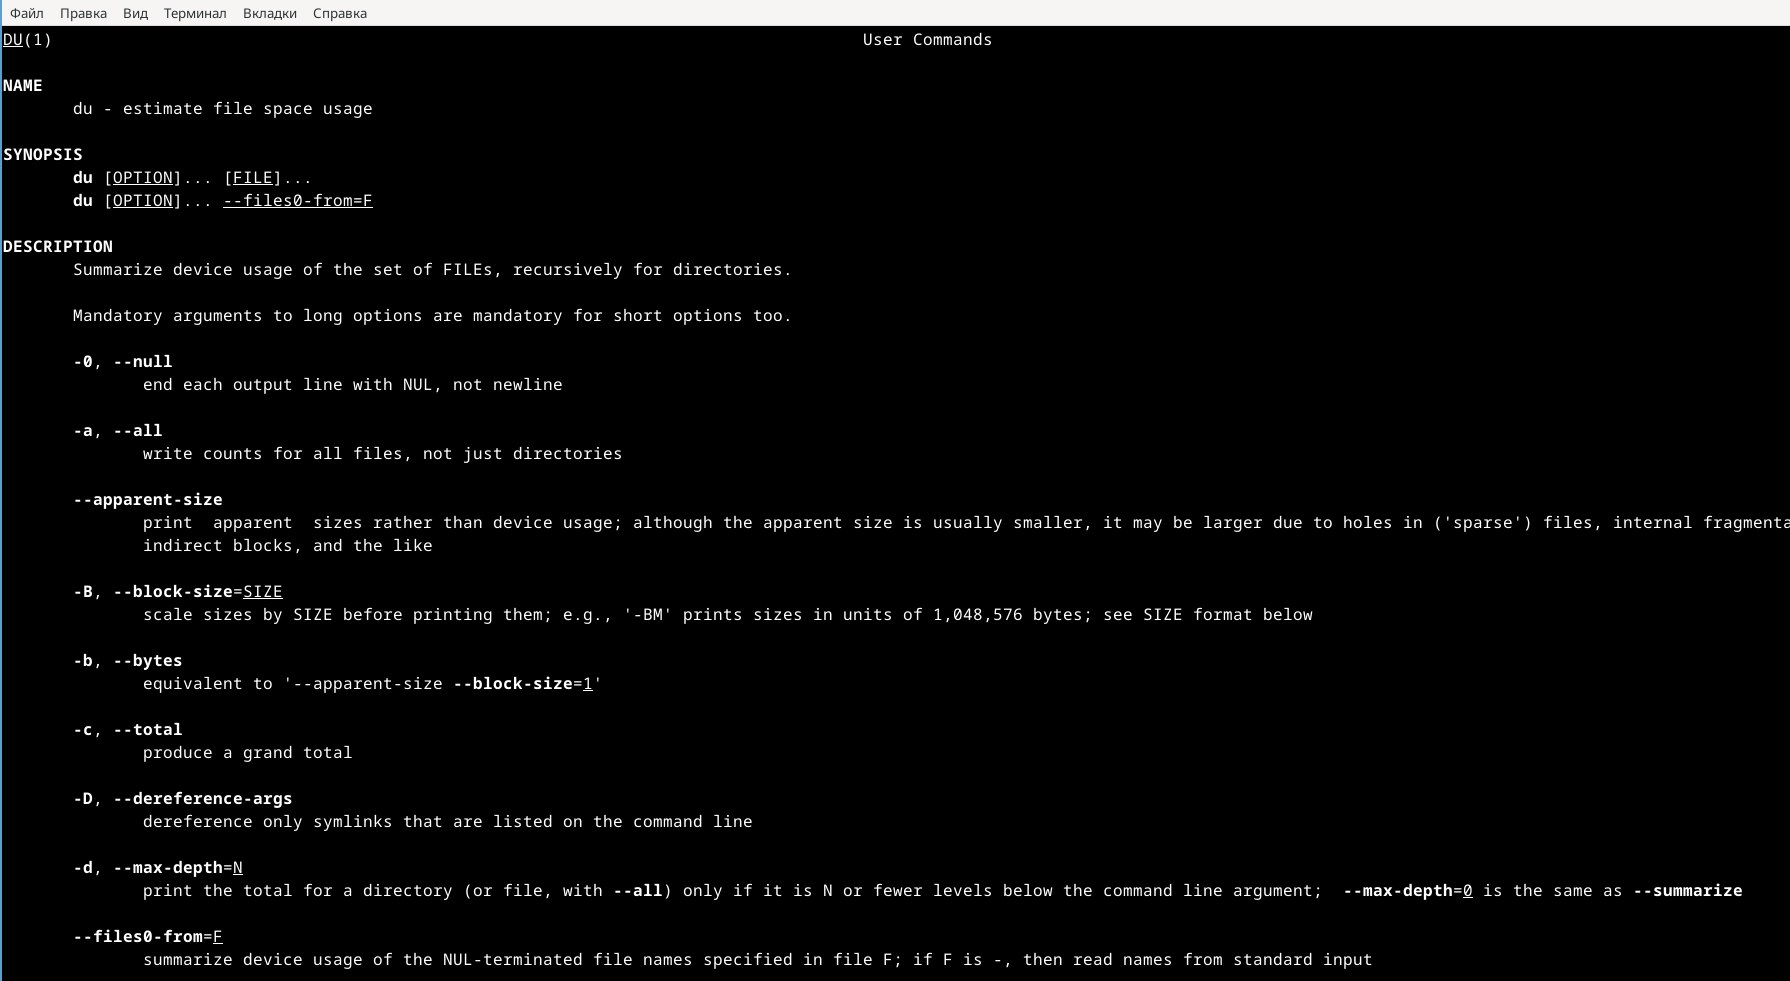 Файл Правка Вид Терминал Вкладки Справка
DU(1) User Commands
NAME
du - estimate file space usage
SYNOPSIS
du [OPTION]... [FILE]...
du [OPTION]... --files0-from=F
DESCRIPTION
Summarize device usage of the set of FILEs, recursively for directories.
Mandatory arguments to long options are mandatory for short options too.
-0, --null
end each output line with NUL, not newline
-a, --all
write counts for all files, not just directories
--apparent-size
print apparent sizes rather than device usage; although the apparent size is usually smaller, it may be larger due to holes in ('sparse') files, internal fragmenta
indirect blocks, and the like
-B, --block-size=SIZE
scale sizes by SIZE before printing them; e.g., '-BM' prints sizes in units of 1,048,576 bytes; see SIZE format below
-b, --bytes
equivalent to '--apparent-size --block-size=1'
-c, --total
produce a grand total
-D, --dereference-args
dereference only symlinks that are listed on the command line
-d, --max-depth=N
print the total for a directory (or file, with --all) only if it is N or fewer levels below the command line argument; --max-depth=0 is the same as --summarize
--files0-from=F
summarize device usage of the NUL-terminated file names specified in file F; if F is -, then read names from standard input